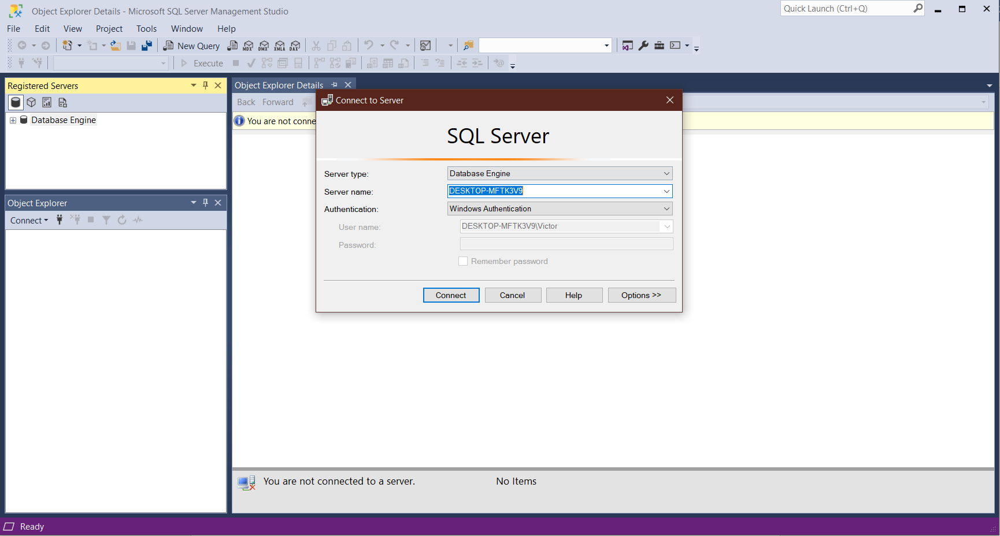 Object Explorer Details - Microsoft SQL Server Management Studio
Quick Launch (Ctrl+Q)
File Edit View Project Tools Window Help
New Query MDX DMX XMLA DAX
Execute
Registered Servers
Object Explorer Details
Back Forward
Database Engine
You are not conne
Connect to Server
SQL Server
Server type: Database Engine
Server name: DESKTOP-MFTK3V9
Authentication: Windows Authentication
User name: DESKTOP-MFTK3V9\Victor
Password:
Remember password
Connect Cancel Help Options >>
Object Explorer
Connect
You are not connected to a server. No Items
Ready